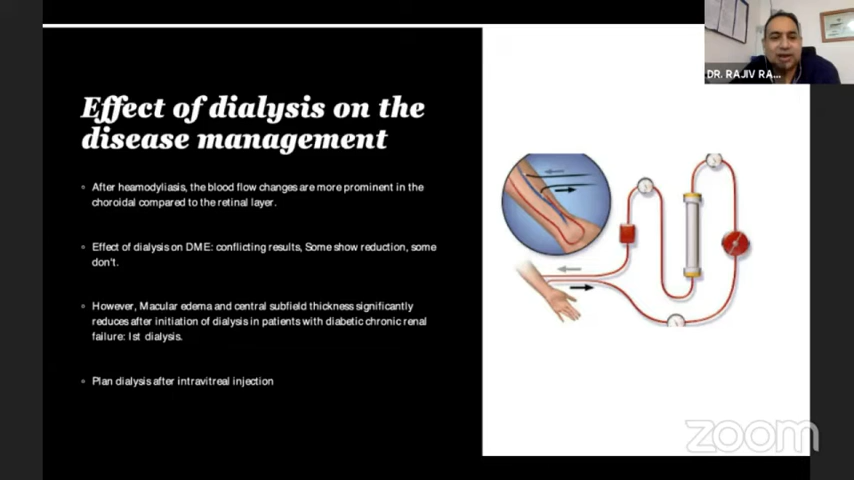 DR. RAJIV RA...
Effect of dialysis on the
disease management
After heamodyliasis, the blood flow changes are more prominent in the
choroidal compared to the retinal layer.
Effect of dialysis on DME: conflicting results, Some show reduction, some
don't.
However, Macular edema and central subfield thickness significantly
reduces after initiation of dialysis in patients with diabetic chronic renal
failure: Ist dialysis.
Plan dialysis after intravitreal injection
zoom